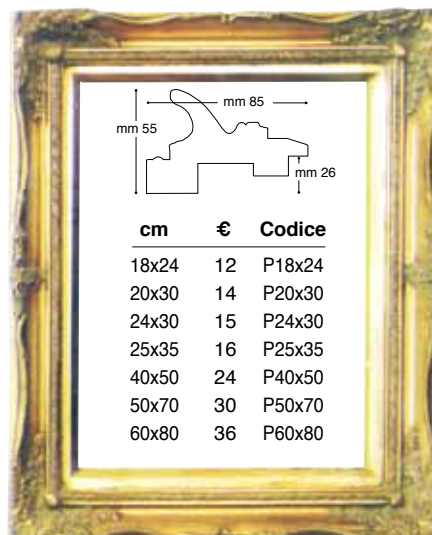 mm 85
mm 55
mm 26
cm € Codice
18x24 12 P18x24
20x30 14 P20x30
24x30 15 P24x30
25x35 16 P25x35
40x50 24 P40x50
50x70 30 P50x70
60x80 36 P60x80